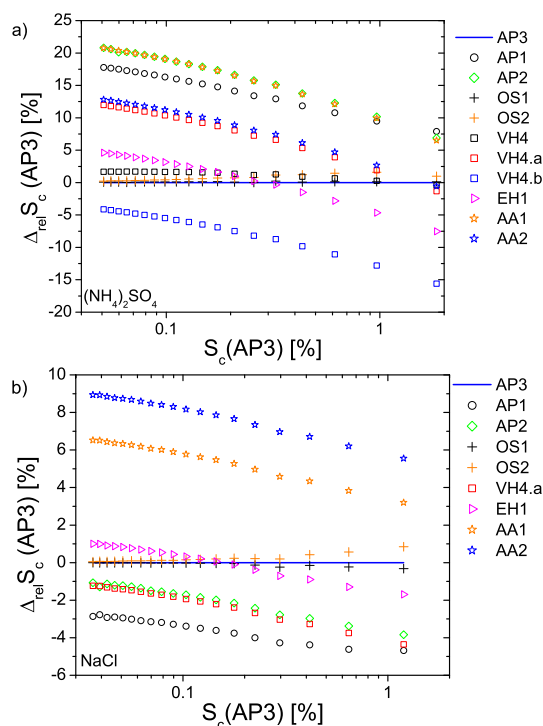 a)
25
20
15
10
5
0
-5
-10
-15
-20
Δ_rel S_c (AP3) [%]
(NH₄)₂SO₄
0.1
1
S_c(AP3) [%]
AP3
AP1
AP2
OS1
OS2
VH4
VH4.a
VH4.b
EH1
AA1
AA2
b)
10
8
6
4
2
0
-2
-4
-6
Δ_rel S_c (AP3) [%]
NaCl
0.1
1
S_c(AP3) [%]
AP3
AP1
AP2
OS1
OS2
VH4.a
EH1
AA1
AA2